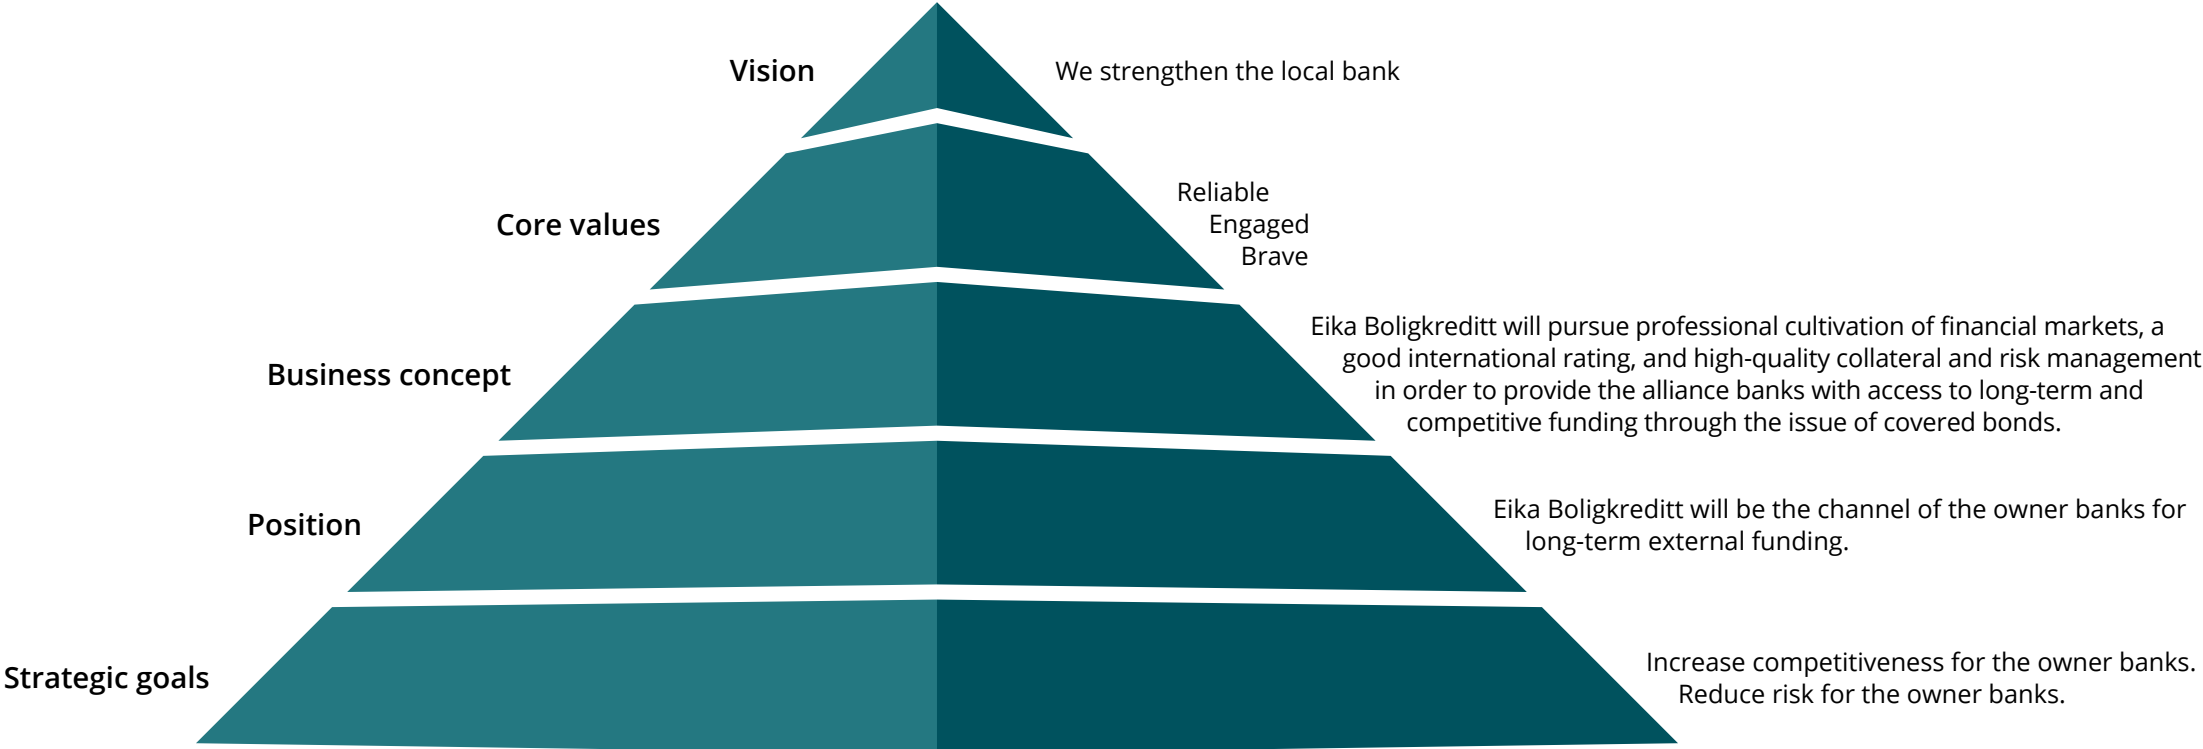 Vision
We strengthen the local bank
Core values
Reliable
Engaged
Brave
Business concept
Eika Boligkreditt will pursue professional cultivation of financial markets, a
good international rating, and high-quality collateral and risk management
in order to provide the alliance banks with access to long-term and
competitive funding through the issue of covered bonds.
Position
Eika Boligkreditt will be the channel of the owner banks for
long-term external funding.
Strategic goals
Increase competitiveness for the owner banks.
Reduce risk for the owner banks.